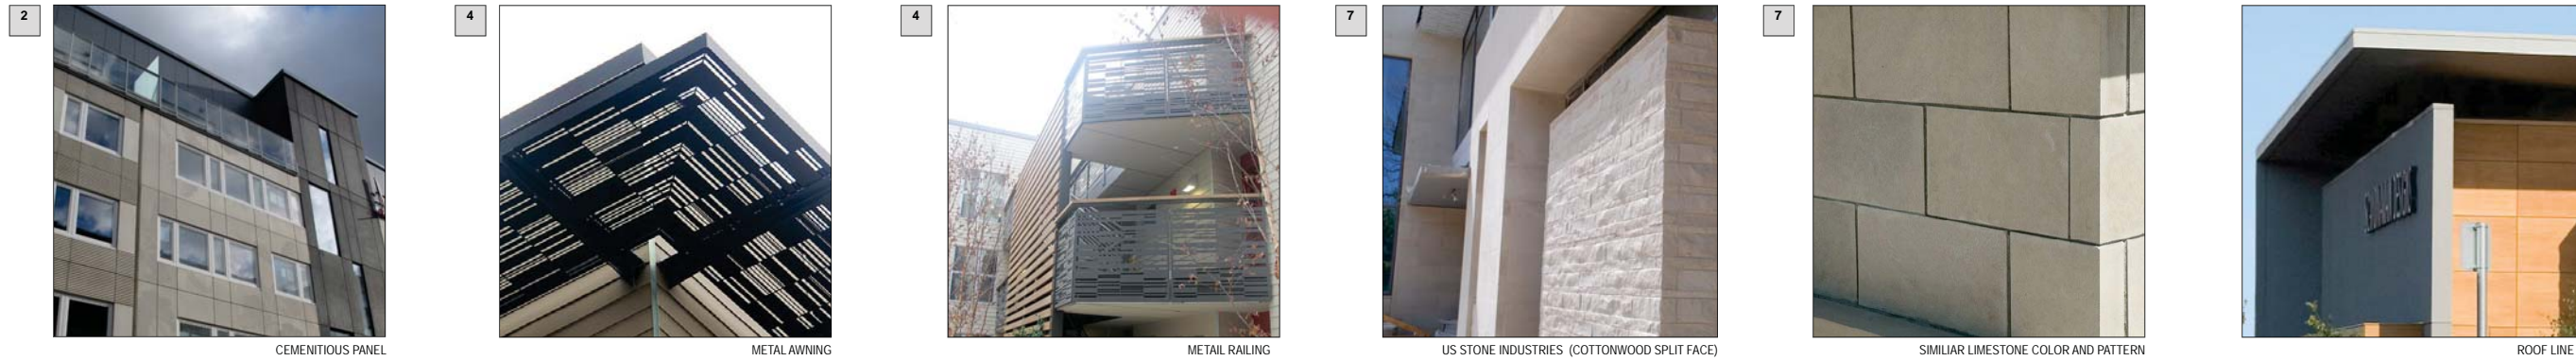 2
CEMENITIOUS PANEL
4
METAL AWNING
4
METAIL RAILING
7
US STONE INDUSTRIES (COTTONWOOD SPLIT FACE)
7
SIMILIAR LIMESTONE COLOR AND PATTERN
ROOF LINE